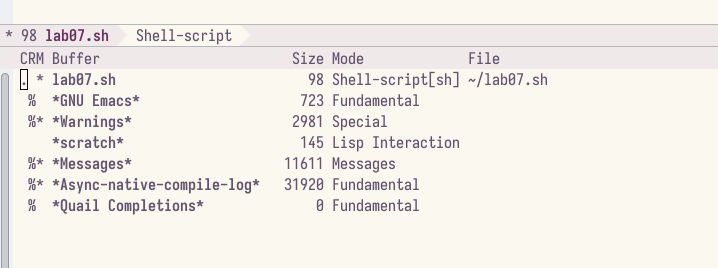 * 98 lab07.sh Shell-script
CRM Buffer Size Mode File
. * lab07.sh 98 Shell-script[sh] ~/lab07.sh
% *GNU Emacs* 723 Fundamental
%* *Warnings* 2981 Special
*scratch* 145 Lisp Interaction
%* *Messages* 11611 Messages
%* *Async-native-compile-log* 31920 Fundamental
% *Quail Completions* 0 Fundamental